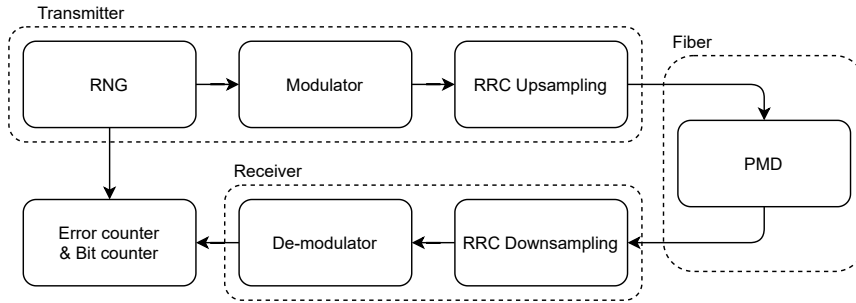 Transmitter
RNG
Modulator
RRC Upsampling
Fiber
PMD
Receiver
Error counter
& Bit counter
De-modulator
RRC Downsampling